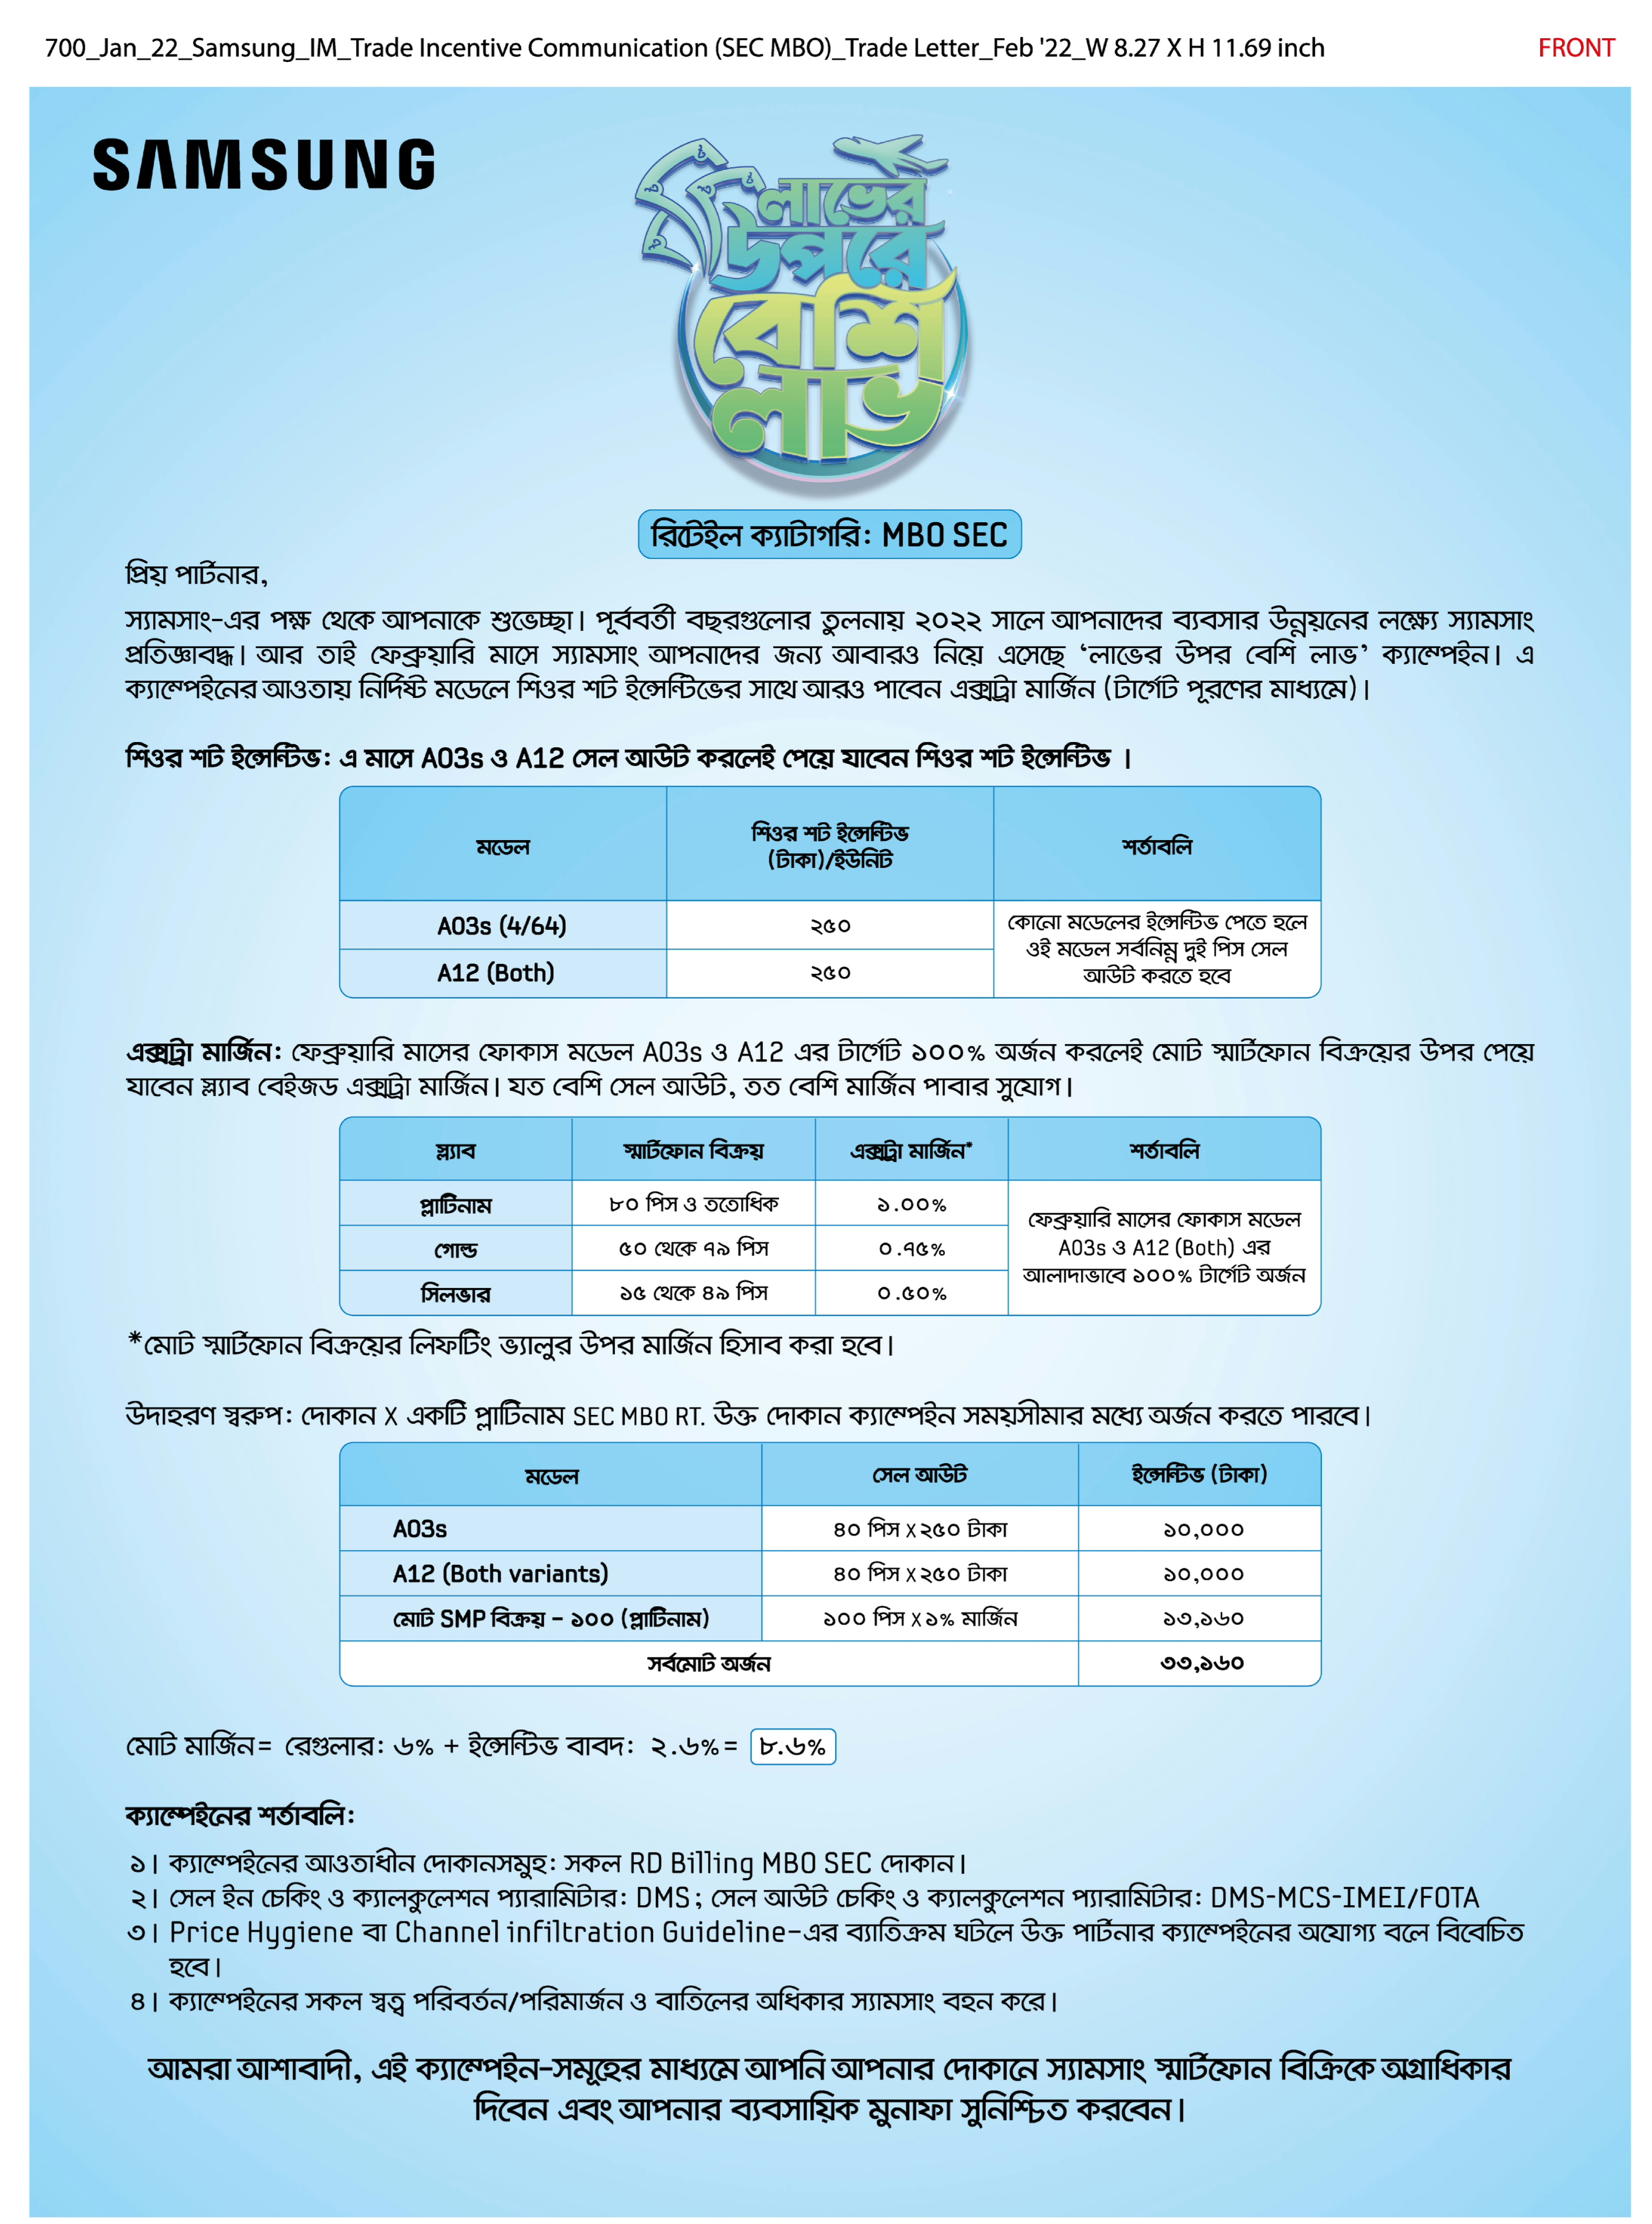 700_Jan_22_Samsung_IM_Trade Incentive Communication (SEC MBO)_Trade Letter_Feb '22_W 8.27 X H 11.69 inch FRONT
SAMSUNG
লাভের
উপরে
বেশি
লাভ
রিটেইল ক্যাটাগরি: MBO SEC
প্রিয় পার্টনার,
স্যামসাং-এর পক্ষ থেকে আপনাকে শুভেচ্ছা। পূর্ববর্তী বছরগুলোর তুলনায় ২০২২ সালে আপনাদের ব্যবসার উন্নয়নের লক্ষ্যে স্যামসাং
প্রতিজ্ঞাবদ্ধ। আর তাই ফেব্রুয়ারি মাসে স্যামসাং আপনাদের জন্য আবারও নিয়ে এসেছে ‘লাভের উপর বেশি লাভ’ ক্যাম্পেইন। এ
ক্যাম্পেইনের আওতায় নির্দিষ্ট মডেলে শিওর শট ইন্সেন্টিভের সাথে আরও পাবেন এক্সট্রা মার্জিন (টার্গেট পূরণের মাধ্যমে)।
শিওর শট ইন্সেন্টিভ: এ মাসে A03s ও A12 সেল আউট করলেই পেয়ে যাবেন শিওর শট ইন্সেন্টিভ ।
মডেল
শিওর শট ইন্সেন্টিভ
(টাকা)/ইউনিট
শর্তাবলি
A03s (4/64)
২৫০
কোনো মডেলের ইন্সেন্টিভ পেতে হলে
ওই মডেল সর্বনিম্ন দুই পিস সেল
আউট করতে হবে
A12 (Both)
২৫০
এক্সট্রা মার্জিন: ফেব্রুয়ারি মাসের ফোকাস মডেল A03s ও A12 এর টার্গেট ১০০% অর্জন করলেই মোট স্মার্টফোন বিক্রয়ের উপর পেয়ে
যাবেন স্ল্যাব বেইজড এক্সট্রা মার্জিন। যত বেশি সেল আউট, তত বেশি মার্জিন পাবার সুযোগ।
স্ল্যাব
স্মার্টফোন বিক্রয়
এক্সট্রা মার্জিন*
শর্তাবলি
প্লাটিনাম
৮০ পিস ও ততোধিক
১.০০%
ফেব্রুয়ারি মাসের ফোকাস মডেল
A03s ও A12 (Both) এর
আলাদাভাবে ১০০% টার্গেট অর্জন
গোল্ড
৫০ থেকে ৭৯ পিস
০.৭৫%
সিলভার
১৫ থেকে ৪৯ পিস
০.৫০%
*মোট স্মার্টফোন বিক্রয়ের লিফটিং ভ্যালুর উপর মার্জিন হিসাব করা হবে।
উদাহরণ স্বরুপ: দোকান X একটি প্লাটিনাম SEC MBO RT. উক্ত দোকান ক্যাম্পেইন সময়সীমার মধ্যে অর্জন করতে পারবে।
মডেল
সেল আউট
ইন্সেন্টিভ (টাকা)
A03s
৪০ পিস X ২৫০ টাকা
১০,০০০
A12 (Both variants)
৪০ পিস X ২৫০ টাকা
১০,০০০
মোট SMP বিক্রয় - ১০০ (প্লাটিনাম)
১০০ পিস X ১% মার্জিন
১৩,১৬০
সর্বমোট অর্জন
৩৩,১৬০
মোট মার্জিন= রেগুলার: ৬% + ইন্সেন্টিভ বাবদ: ২.৬% = ৮.৬%
ক্যাম্পেইনের শর্তাবলি:
১। ক্যাম্পেইনের আওতাধীন দোকানসমুহ: সকল RD Billing MBO SEC দোকান।
২। সেল ইন চেকিং ও ক্যালকুলেশন প্যারামিটার: DMS; সেল আউট চেকিং ও ক্যালকুলেশন প্যারামিটার: DMS-MCS-IMEI/FOTA
৩। Price Hygiene বা Channel infiltration Guideline-এর ব্যাতিক্রম ঘটলে উক্ত পার্টনার ক্যাম্পেইনের অযোগ্য বলে বিবেচিত
হবে।
৪। ক্যাম্পেইনের সকল স্বত্ব পরিবর্তন/পরিমার্জন ও বাতিলের অধিকার স্যামসাং বহন করে।
আমরা আশাবাদী, এই ক্যাম্পেইন-সমূহের মাধ্যমে আপনি আপনার দোকানে স্যামসাং স্মার্টফোন বিক্রিকে অগ্রাধিকার
দিবেন এবং আপনার ব্যবসায়িক মুনাফা সুনিশ্চিত করবেন।